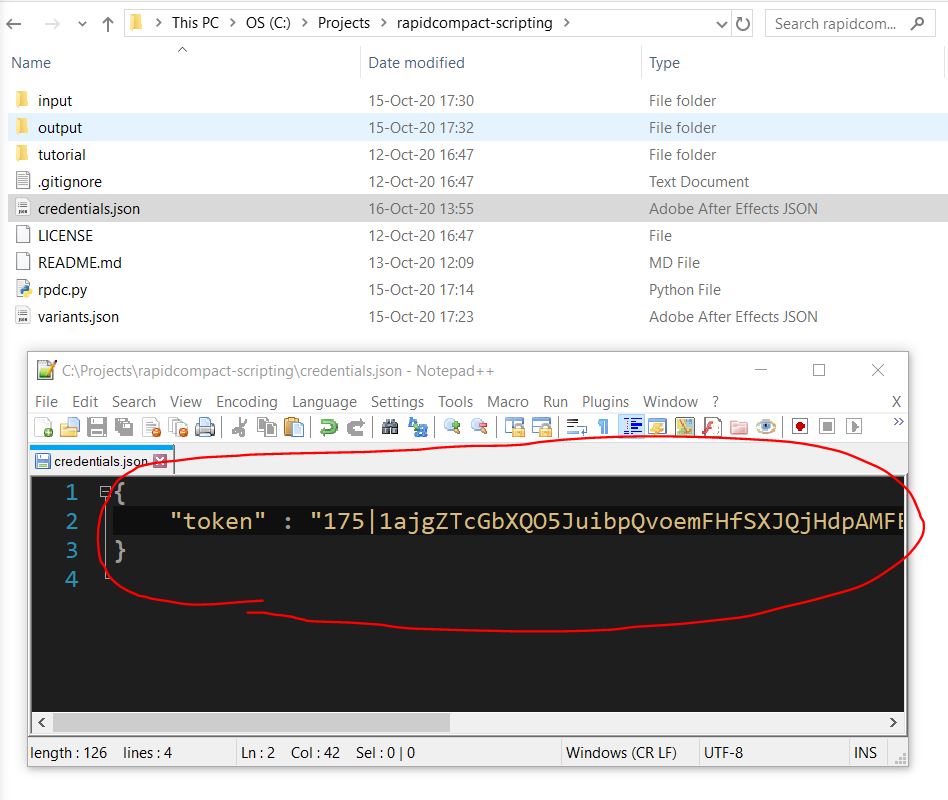 This PC > OS (C:) > Projects > rapidcompact-scripting >
Search rapidcom...
Name Date modified Type
input 15-Oct-20 17:30 File folder
output 15-Oct-20 17:32 File folder
tutorial 12-Oct-20 16:47 File folder
.gitignore 12-Oct-20 16:47 Text Document
credentials.json 16-Oct-20 13:55 Adobe After Effects JSON
LICENSE 12-Oct-20 16:47 File
README.md 13-Oct-20 12:09 MD File
rpdc.py 15-Oct-20 17:14 Python File
variants.json 15-Oct-20 17:23 Adobe After Effects JSON
C:\Projects\rapidcompact-scripting\credentials.json - Notepad++
File Edit Search View Encoding Language Settings Tools Macro Run Plugins Window ? X
credentials.json
1 {
2 "token" : "175|1ajgZTcGbXQO5JuibpQvoemFHfSXJQjHdpAMF
3 }
4
length : 126 lines : 4 Ln : 2 Col : 42 Sel : 0 | 0 Windows (CR LF) UTF-8 INS